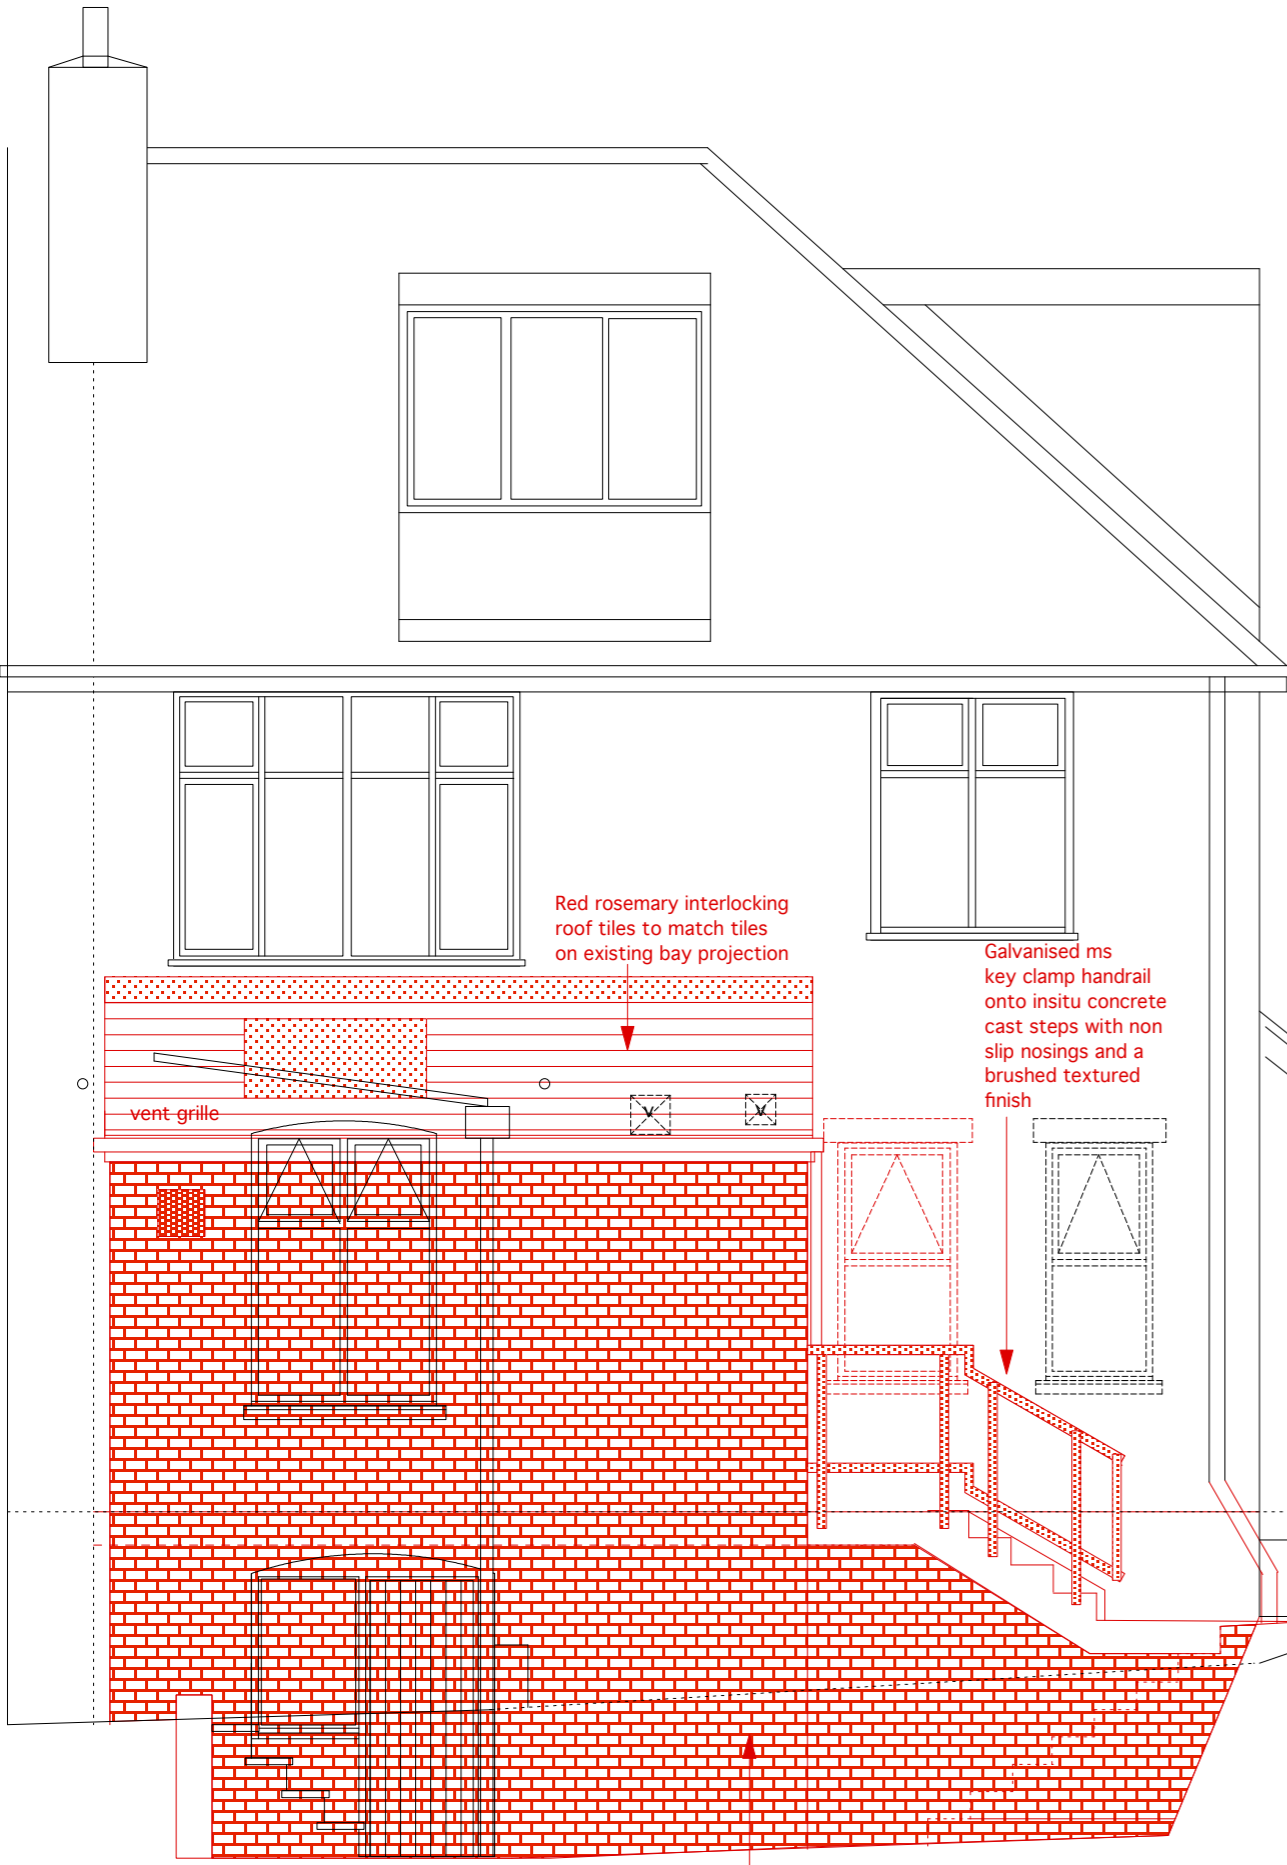 Red rosemary interlocking
roof tiles to match tiles
on existing bay projection
Galvanised ms
key clamp handrail
onto insitu concrete
cast steps with non
slip nosings and a
brushed textured
finish
vent grille
V
V